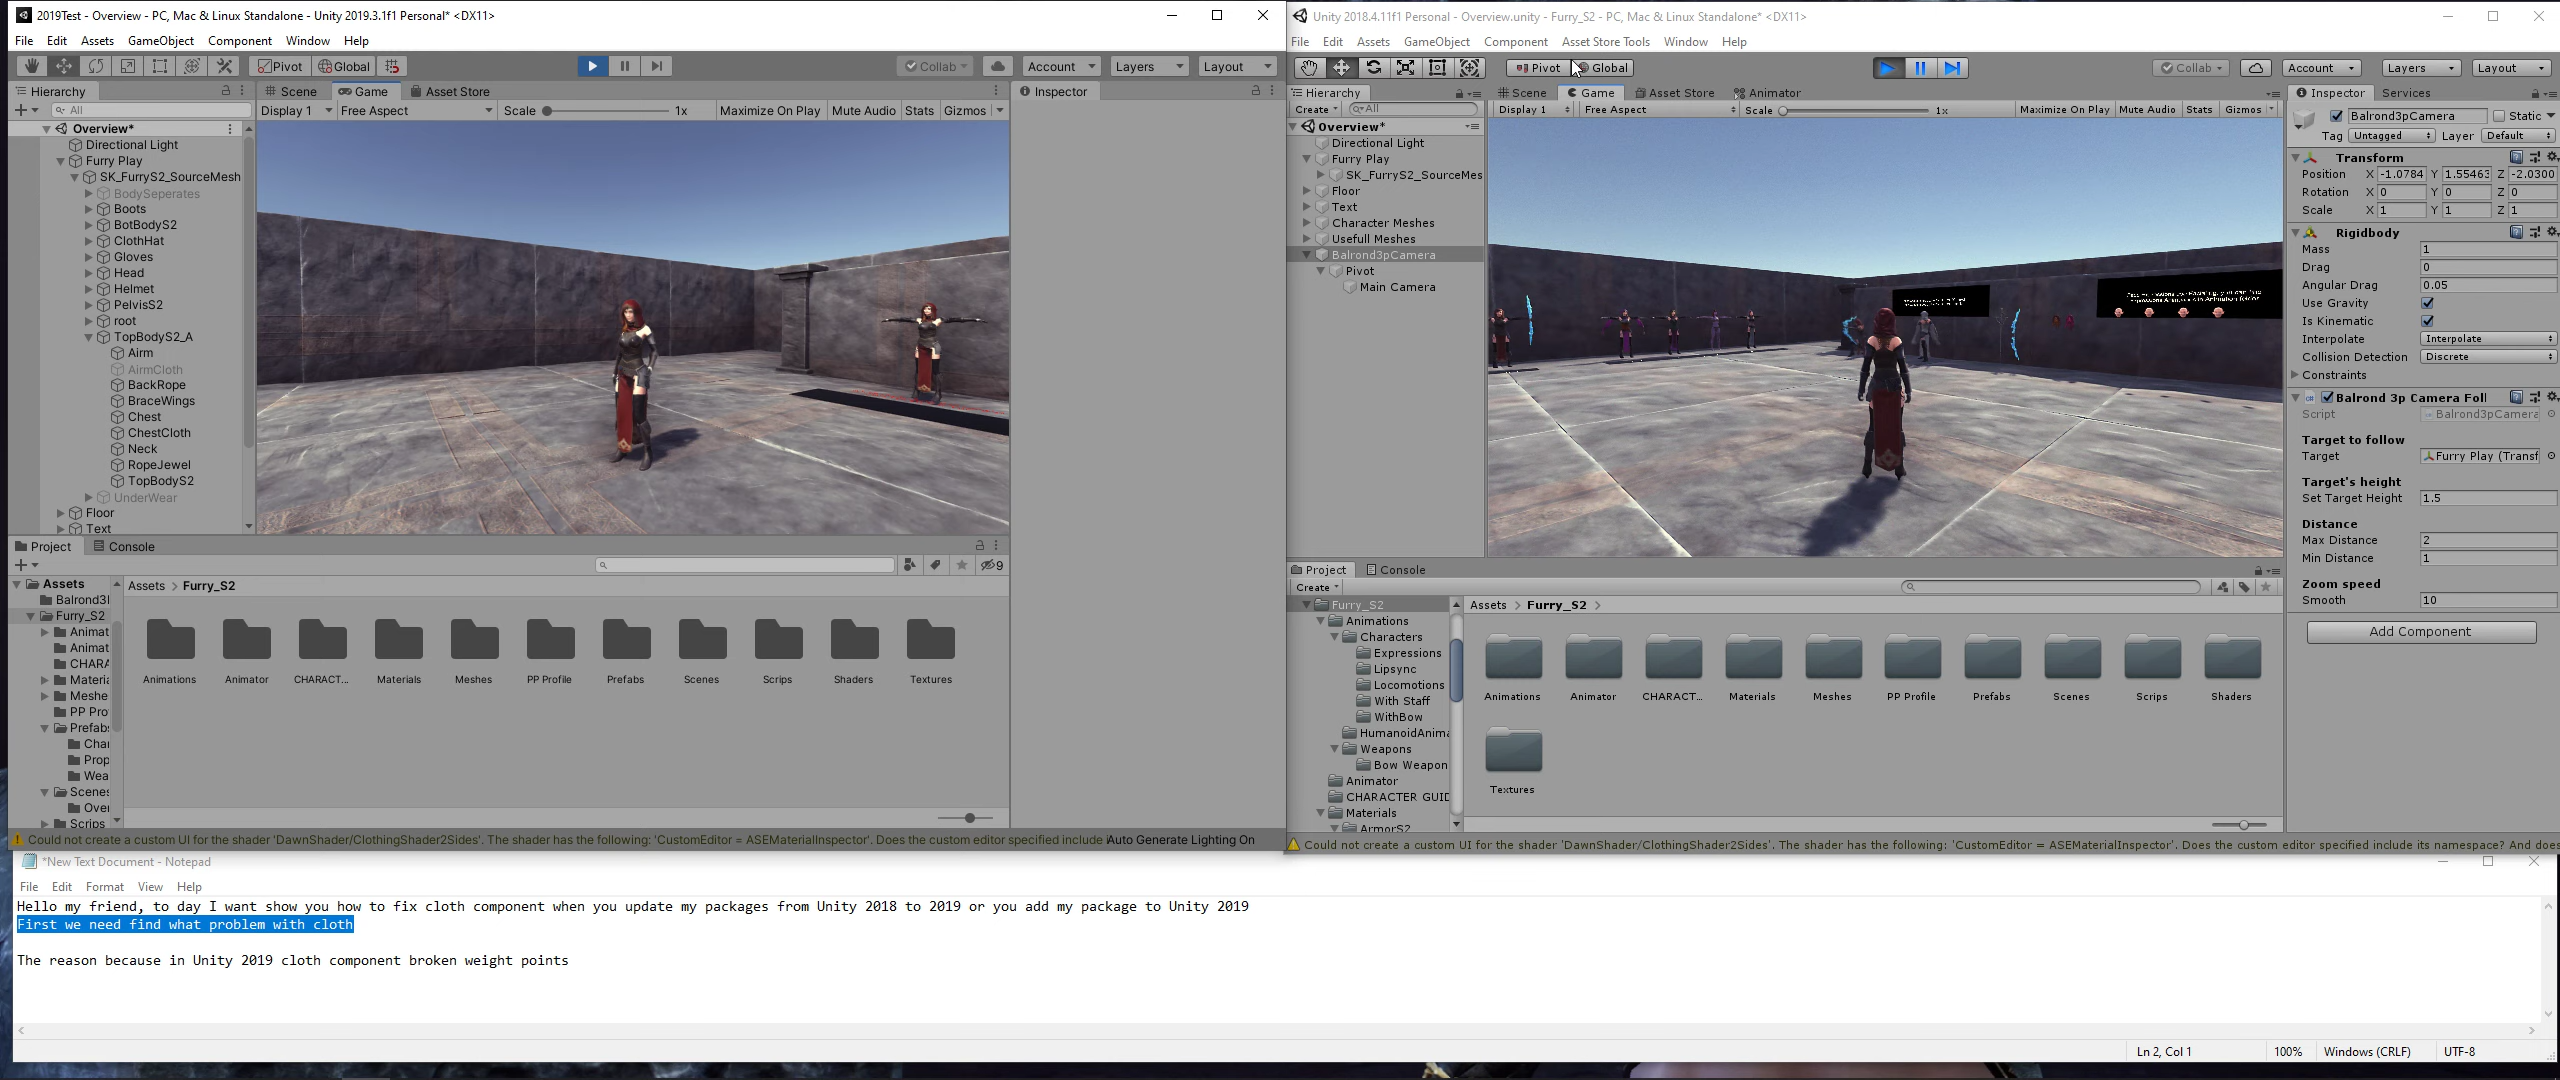 2019Test - Overview - PC, Mac & Linux Standalone - Unity 2019.3.1f1 Personal* <DX11>
File Edit Assets GameObject Component Window Help
Pivot Global Collab Account Layers Layout
Hierarchy
All
Overview*
Directional Light
Furry Play
SK_FurryS2_SourceMesh
BodySeperates
Boots
BotBodyS2
ClothHat
Gloves
Head
Helmet
PelvisS2
root
TopBodyS2_A
Airm
AirmCloth
BackRope
BraceWings
Chest
ChestCloth
Neck
RopeJewel
TopBodyS2
UnderWear
Floor
Text
Scene Game Asset Store
Display 1 Free Aspect Scale 1x Maximize On Play Mute Audio Stats Gizmos
Inspector
Project Console
9
Assets
Balrond3
Furry_S2
Animat
Animat
CHARA
Materia
Meshe
PP Pro
Prefabs
Char
Prop
Wea
Scenes
Over
Scrips
Assets > Furry_S2
Animations Animator CHARACT... Materials Meshes PP Profile Prefabs Scenes Scrips Shaders Textures
Could not create a custom UI for the shader 'DawnShader/ClothingShader2Sides'. The shader has the following: 'CustomEditor = ASEMaterialInspector'. Does the custom editor specified include
Auto Generate Lighting On
Unity 2018.4.11f1 Personal - Overview.unity - Furry_S2 - PC, Mac & Linux Standalone* <DX11>
File Edit Assets GameObject Component Asset Store Tools Window Help
Pivot Global Collab Account Layers Layout
Hierarchy
Create All
Overview*
Directional Light
Furry Play
SK_FurryS2_SourceMes
Floor
Text
Character Meshes
Usefull Meshes
Balrond3pCamera
Pivot
Main Camera
Scene Game Asset Store Animator
Display 1 Free Aspect Scale 1x Maximize On Play Mute Audio Stats Gizmos
Inspector Services
Balrond3pCamera Static
Tag Untagged Layer Default
Transform
Position X -1.0784 Y 1.55463 Z -2.0300
Rotation X 0 Y 0 Z 0
Scale X 1 Y 1 Z 1
Rigidbody
Mass 1
Drag 0
Angular Drag 0.05
Use Gravity
Is Kinematic
Interpolate Interpolate
Collision Detection Discrete
Constraints
Balrond 3p Camera Foll
Script Balrond3pCamera
Target to follow
Target Furry Play (Transf
Target's height
Set Target Height 1.5
Distance
Max Distance 2
Min Distance 1
Zoom speed
Smooth 10
Add Component
Project Console
Create
Furry_S2
Animations
Characters
Expressions
Lipsync
Locomotions
With Staff
WithBow
HumanoidAnima
Weapons
Bow Weapon
Animator
CHARACTER GUID
Materials
ArmorS2
Assets > Furry_S2 >
Animations Animator CHARACT... Materials Meshes PP Profile Prefabs Scenes Scrips Shaders
Textures
Could not create a custom UI for the shader 'DawnShader/ClothingShader2Sides'. The shader has the following: 'CustomEditor = ASEMaterialInspector'. Does the custom editor specified include its namespace? And does
*New Text Document - Notepad
File Edit Format View Help
Hello my friend, to day I want show you how to fix cloth component when you update my packages from Unity 2018 to 2019 or you add my package to Unity 2019
First we need find what problem with cloth
The reason because in Unity 2019 cloth component broken weight points
Ln 2, Col 1 100% Windows (CRLF) UTF-8